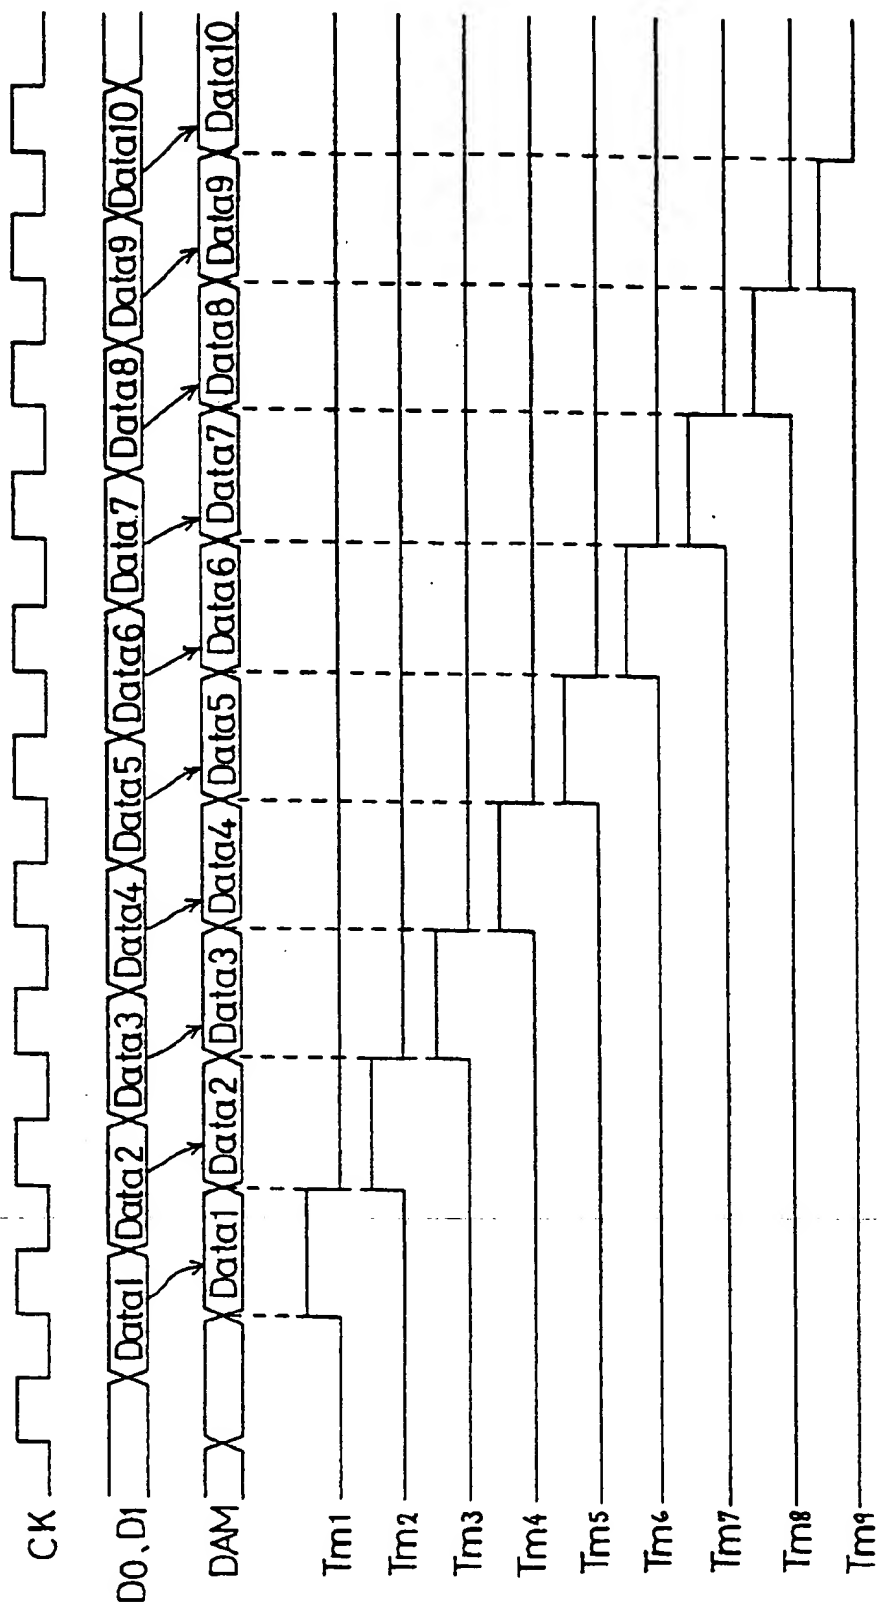 CK
D0、D1 Data1 Data2 Data3 Data4 Data5 Data6 Data7 Data8 Data9 Data10
DAM Data1 Data2 Data3 Data4 Data5 Data6 Data7 Data8 Data9 Data10
Tm1
Tm2
Tm3
Tm4
Tm5
Tm6
Tm7
Tm8
Tm9